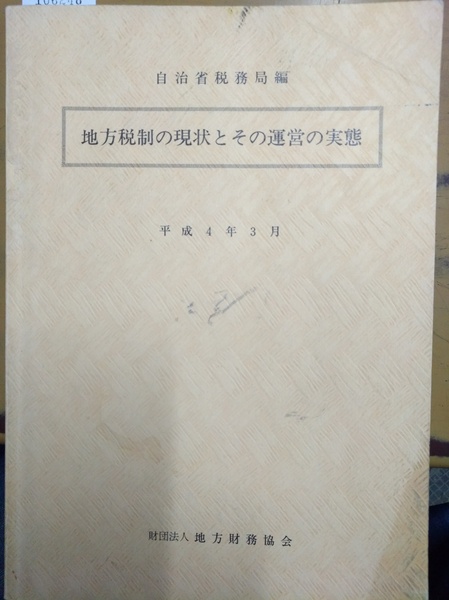 106248
自治省税務局編
地方税制の現状とその運営の実態
平成4年3月
財団法人 地方財務協会